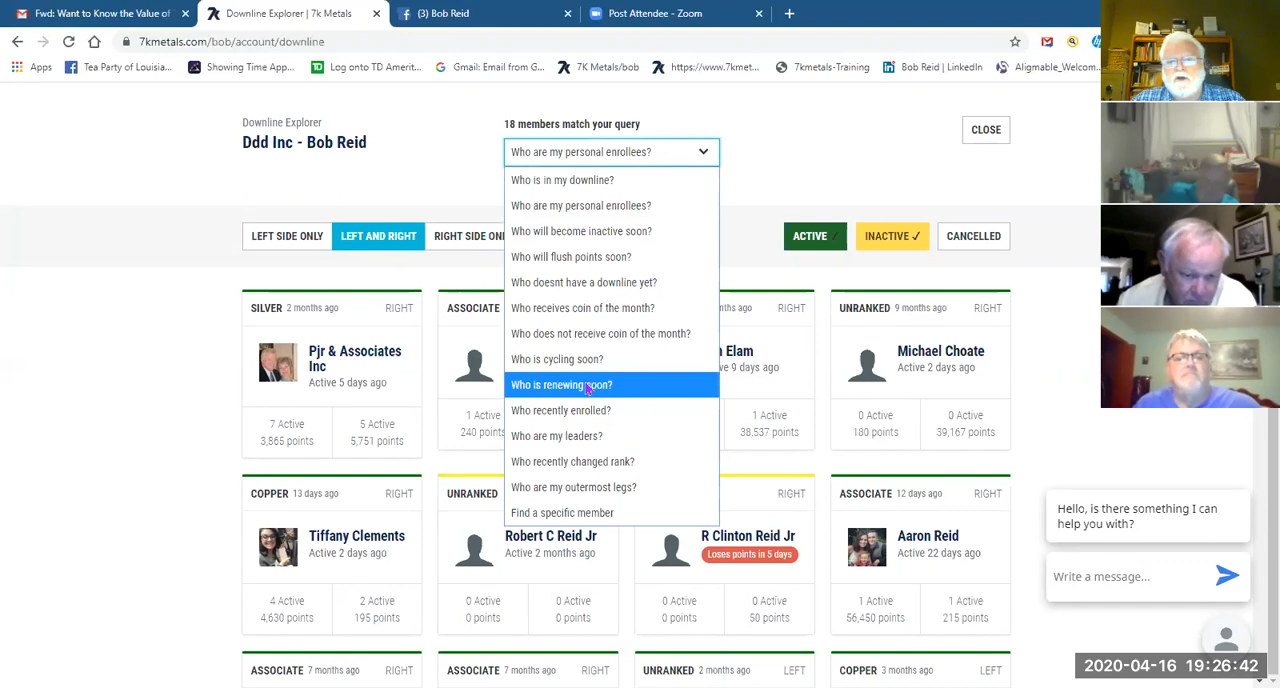 Fwd: Want to Know the Value of
Downline Explorer | 7k Metals
(3) Bob Reid
Post Attendee - Zoom
7kmetals.com/bob/account/downline
Apps
Tea Party of Louisia...
Showing Time App...
Log onto TD Amerit...
Gmail: Email from G...
7K Metals/bob
https://www.7kmet...
7kmetals-Training
Bob Reid | LinkedIn
Aligmable_Welcom...
Downline Explorer
Ddd Inc - Bob Reid
18 members match your query
CLOSE
Who are my personal enrollees?
Who is in my downline?
Who are my personal enrollees?
Who will become inactive soon?
Who will flush points soon?
Who doesnt have a downline yet?
Who receives coin of the month?
Who does not receive coin of the month?
Who is cycling soon?
Who is renewing soon?
Who recently enrolled?
Who are my leaders?
Who recently changed rank?
Who are my outermost legs?
Find a specific member
LEFT SIDE ONLY
LEFT AND RIGHT
RIGHT SIDE
ACTIVE ✓
INACTIVE ✓
CANCELLED
SILVER 2 months ago RIGHT
Pjr & Associates
Inc
Active 5 days ago
7 Active
3,865 points
5 Active
5,751 points
ASSOCIATE
1 Active
240 points
ago RIGHT
Elam
9 days ago
1 Active
38,537 points
UNRANKED 9 months ago RIGHT
Michael Choate
Active 2 days ago
0 Active
180 points
0 Active
39,167 points
COPPER 13 days ago RIGHT
Tiffany Clements
Active 2 days ago
4 Active
4,630 points
2 Active
195 points
UNRANKED
Robert C Reid Jr
Active 2 months ago
0 Active
0 points
0 Active
0 points
RIGHT
R Clinton Reid Jr
Loses points in 5 days
0 Active
0 points
0 Active
50 points
ASSOCIATE 12 days ago RIGHT
Aaron Reid
Active 22 days ago
1 Active
56,450 points
1 Active
215 points
ASSOCIATE 7 months ago RIGHT
ASSOCIATE 7 months ago RIGHT
UNRANKED 2 months ago LEFT
COPPER 3 months ago LEFT
Hello, is there something I can
help you with?
Write a message...
2020-04-16 19:26:42